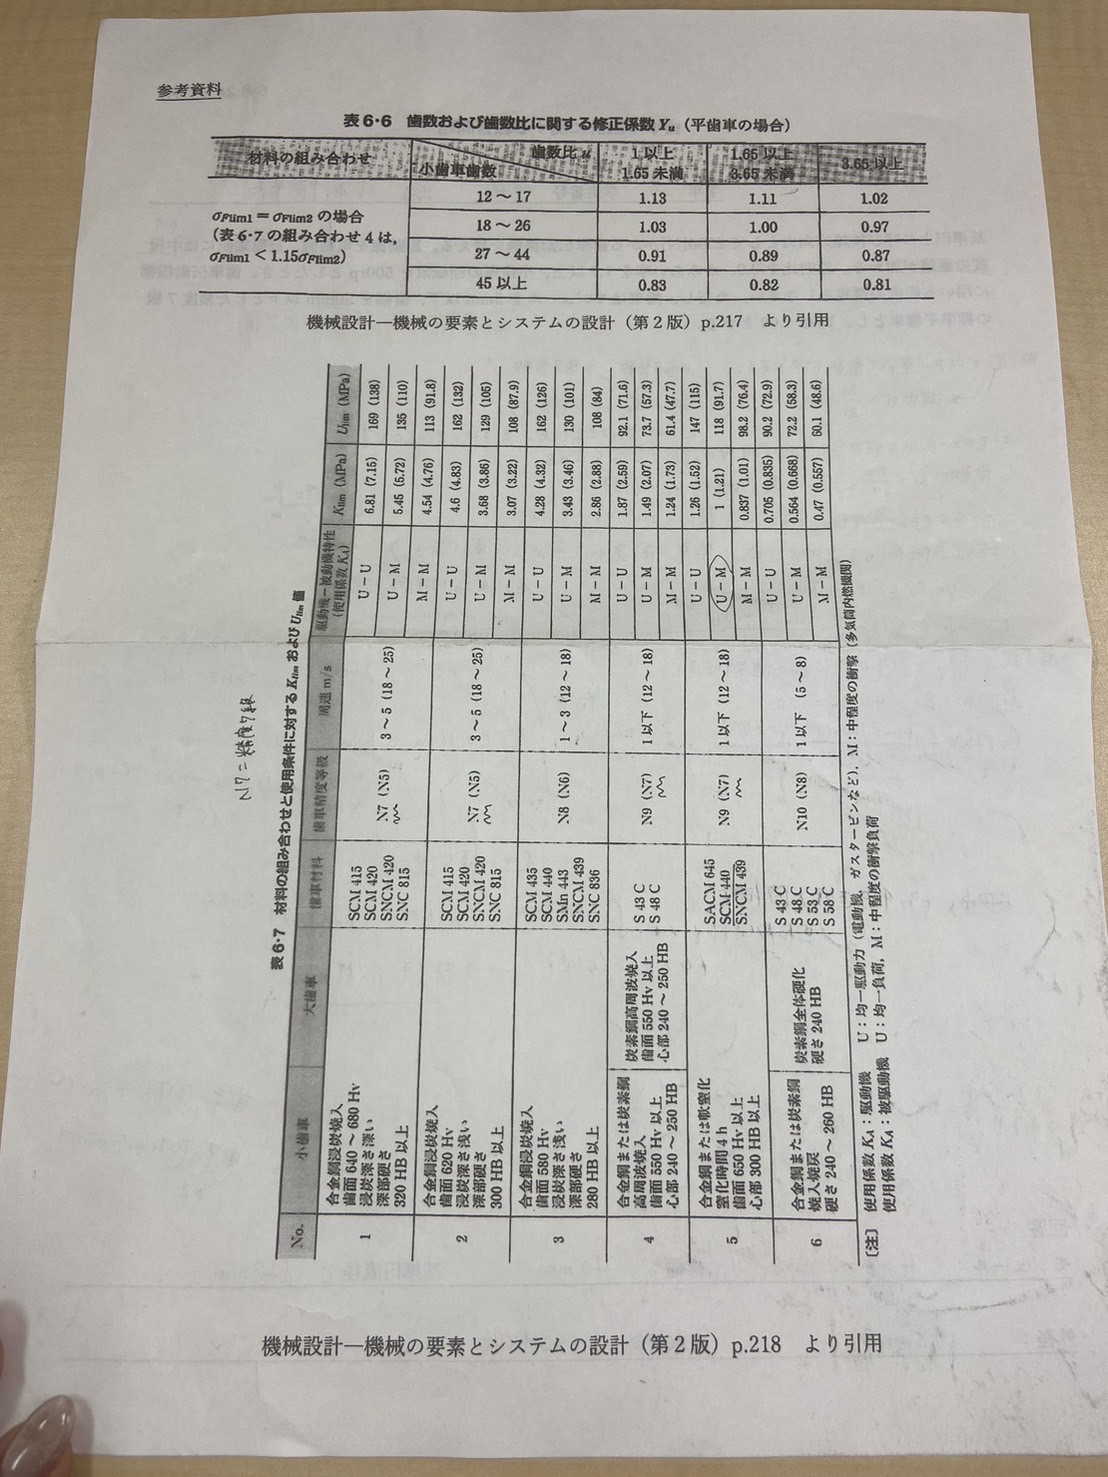 参考資料
表6・6　歯数および歯数比に関する修正係数 Yu（平歯車の場合）
材料の組み合わせ　歯数比 u　小歯車歯数　1 以上 1.65 未満　1.65 以上 3.65 未満　3.65 以上
σFlim1 = σFlim2 の場合
（表6・7 の組み合わせ 4 は，
σFlim1 < 1.15σFlim2）
12 ～ 17　1.13　1.11　1.02
18 ～ 26　1.03　1.00　0.97
27 ～ 44　0.91　0.89　0.87
45 以上　0.83　0.82　0.81
機械設計―機械の要素とシステムの設計（第2版）p.217　より引用
N7 = 精度7級
表6・7　材料の組み合わせと使用条件に対する Klim および Ulim 値
No.　小歯車　大歯車　歯車材料　歯車精度等級　周速 m/s　駆動機－被動機特性（使用係数 KA）　Klim（MPa）　Ulim（MPa）
1
合金鋼浸炭焼入
歯面 640 ～ 680 Hv
浸炭深さ深い
深部硬さ
320 HB 以上
SCM 415
SCM 420
SNCM 420
SNC 815
N7（N5）
3 ～ 5（18 ～ 25）
U－U　6.81（7.15）　169（138）
U－M　5.45（5.72）　135（110）
M－M　4.54（4.76）　113（91.8）
2
合金鋼浸炭焼入
歯面 620 Hv
浸炭深さ浅い
深部硬さ
300 HB 以上
SCM 415
SCM 420
SNCM 420
SNC 815
N7（N5）
3 ～ 5（18 ～ 25）
U－U　4.6（4.83）　162（132）
U－M　3.68（3.86）　129（105）
M－M　3.07（3.22）　108（87.9）
3
合金鋼浸炭焼入
歯面 580 Hv
浸炭深さ浅い
深部硬さ
280 HB 以上
SCM 435
SCM 440
SMn 443
SNCM 439
SNC 836
N8（N6）
1 ～ 3（12 ～ 18）
U－U　4.28（4.32）　162（126）
U－M　3.43（3.46）　130（101）
M－M　2.86（2.88）　108（84）
4
合金鋼または炭素鋼
高周波焼入
歯面 550 Hv 以上
心部 240 ～ 250 HB
炭素鋼高周波焼入
歯面 550 Hv 以上
心部 240 ～ 250 HB
S 43 C
S 48 C
N9（N7）
1 以下（12 ～ 18）
U－U　1.87（2.59）　92.1（71.6）
U－M　1.49（2.07）　73.7（57.3）
M－M　1.24（1.73）　61.4（47.7）
5
合金鋼または軟窒化
窒化時間 4 h
歯面 650 Hv 以上
心部 300 HB 以上
SACM 645
SCM 440
SNCM 439
N9（N7）
1 以下（12 ～ 18）
U－U　1.26（1.52）　147（115）
U－M　1（1.21）　118（91.7）
M－M　0.837（1.01）　98.2（76.4）
6
合金鋼または炭素鋼
焼入焼戻
硬さ 240 ～ 260 HB
炭素鋼全体硬化
硬さ 240 HB
S 43 C
S 48 C
S 53 C
S 58 C
N10（N8）
1 以下　（5 ～ 8）
U－U　0.705（0.835）　90.2（72.9）
U－M　0.564（0.668）　72.2（58.3）
M－M　0.47（0.557）　60.1（48.6）
〔注〕　使用係数 KA：駆動機　U：均一駆動力（電動機，ガスタービンなど），M：中程度の衝撃（多気筒内燃機関）
使用係数 KA：被駆動機　U：均一負荷，M：中程度の衝撃負荷
機械設計―機械の要素とシステムの設計（第2版）p.218　より引用